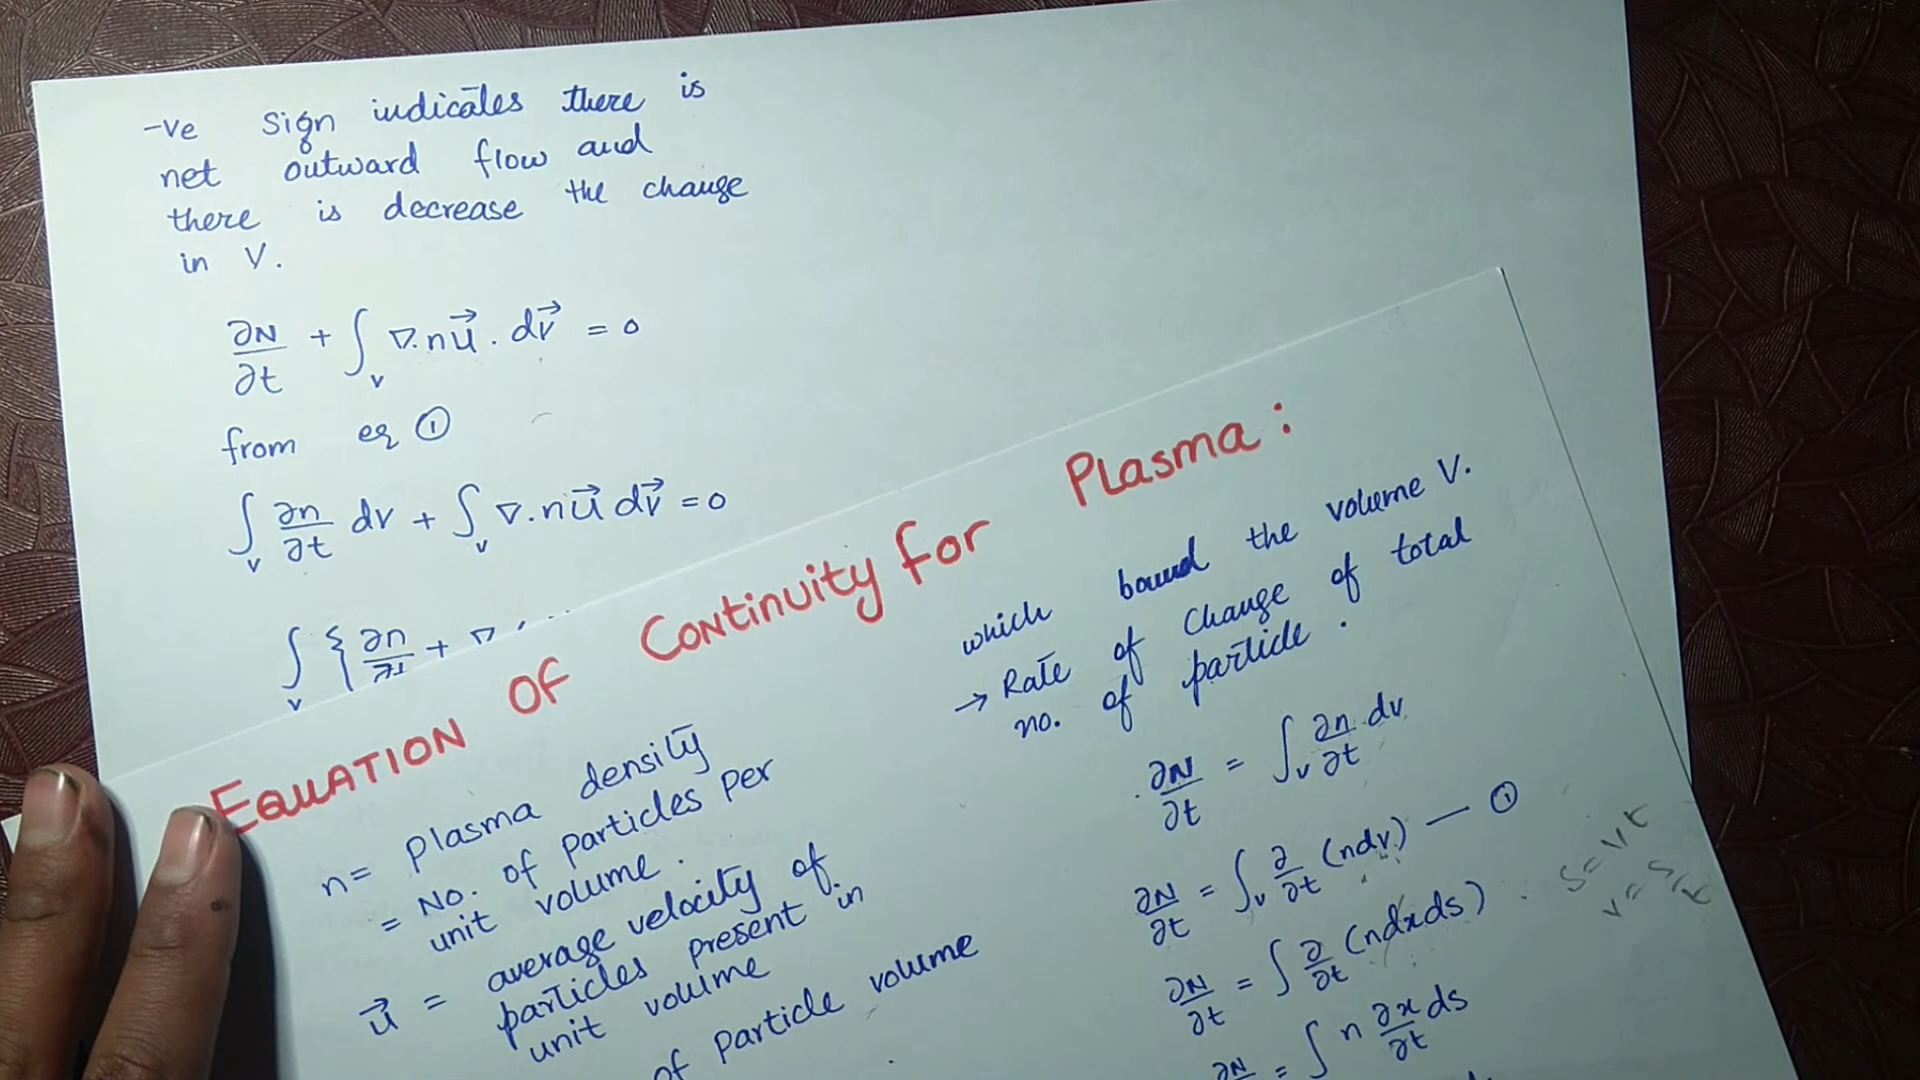 -ve sign indicates there is
net outward flow and
there is decrease the change
in V.
∂N/∂t + ∫_v ∇.nu⃗ . dv⃗ = 0
from eq ①
∫_v ∂n/∂t dv + ∫_v ∇.nu⃗ dv⃗ = 0
∫_v { ∂n/∂t + ∇
EQUATION OF CONTINUITY for Plasma:
n = plasma density
= No. of particles per
unit volume.
u⃗ = average velocity of
particles present in
unit volume
of particle volume
which bound the volume V.
→ Rate of Change of total
no. of particle.
∂N/∂t = ∫_v ∂n/∂t dv
∂N/∂t = ∫_v ∂/∂t (ndv) — ①
∂N/∂t = ∫ ∂/∂t (ndxds)
∂N = ∫ n ∂x/∂t ds
s = vt
v = s/t